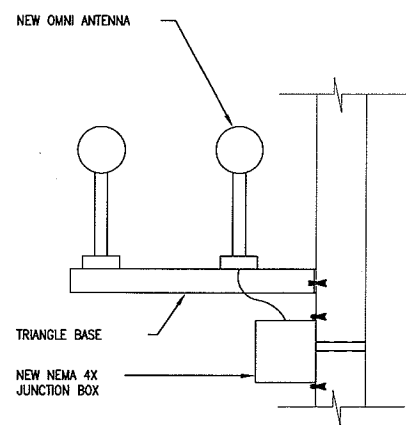 NEW OMNI ANTENNA
TRIANGLE BASE
NEW NEMA 4X
JUNCTION BOX